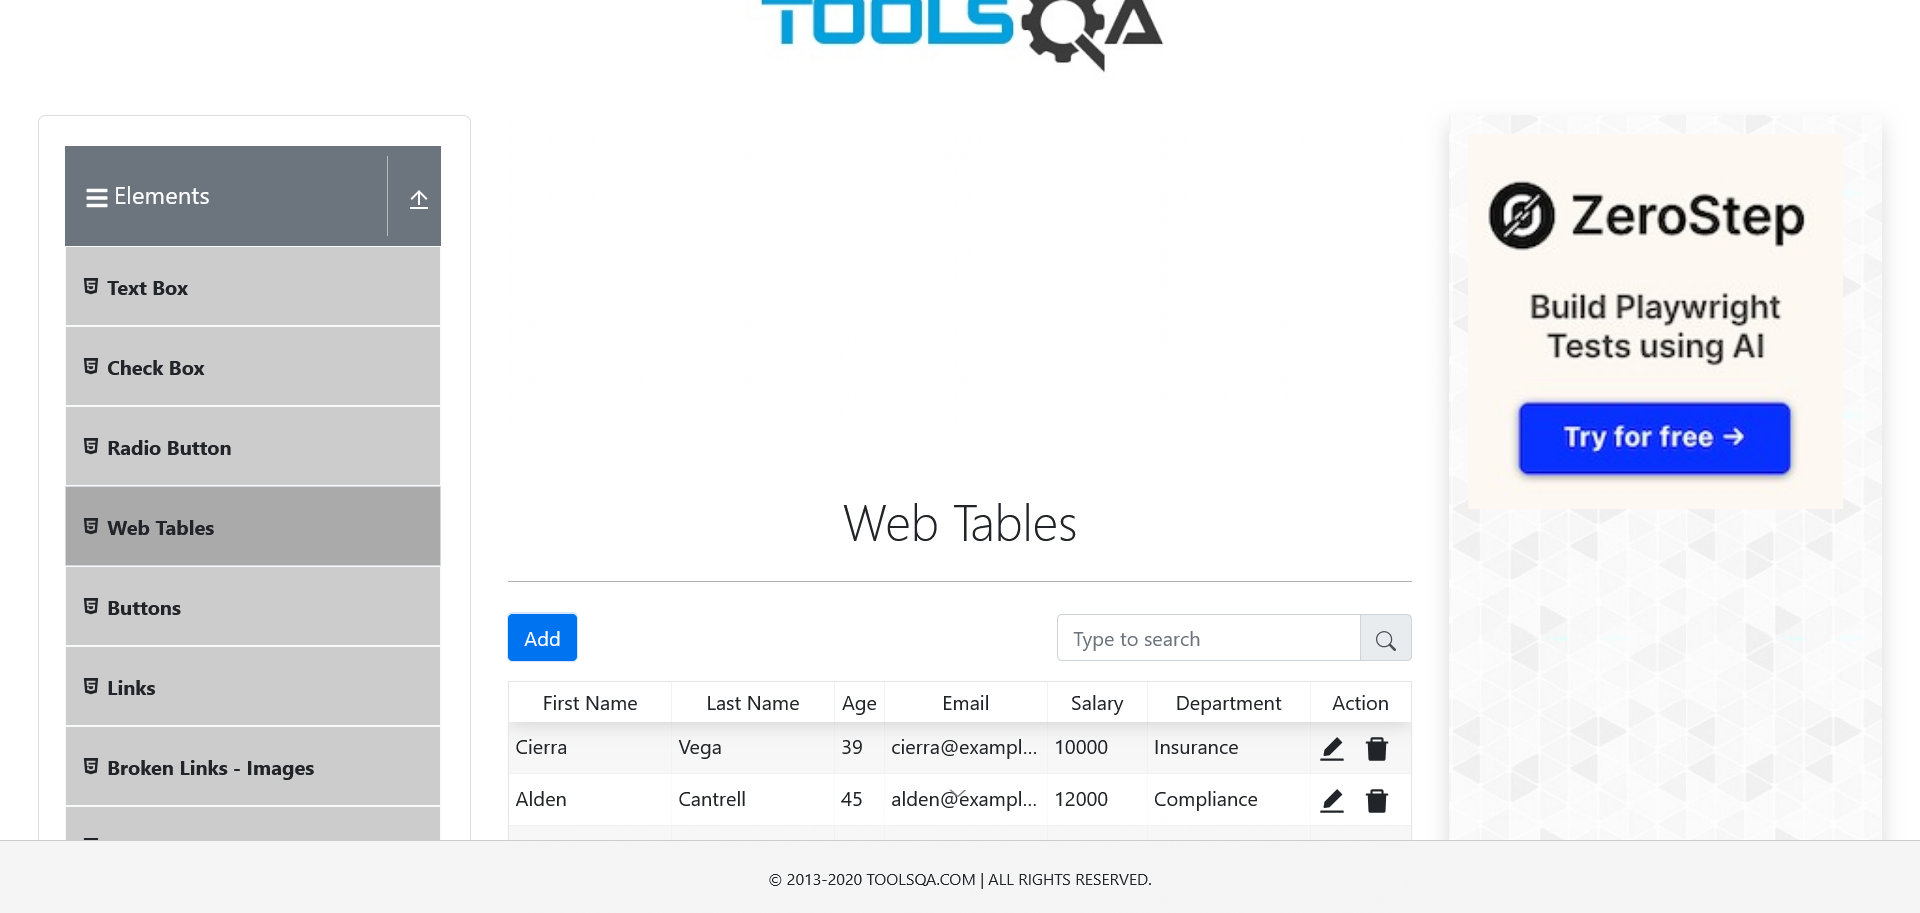 TOOLSQA
Elements
Text Box
Check Box
Radio Button
Web Tables
Buttons
Links
Broken Links - Images
Web Tables
Add
Type to search
First Name Last Name Age Email Salary Department Action
Cierra Vega 39 cierra@exampl... 10000 Insurance
Alden Cantrell 45 alden@exampl... 12000 Compliance
ZeroStep
Build Playwright
Tests using AI
Try for free →
© 2013-2020 TOOLSQA.COM | ALL RIGHTS RESERVED.